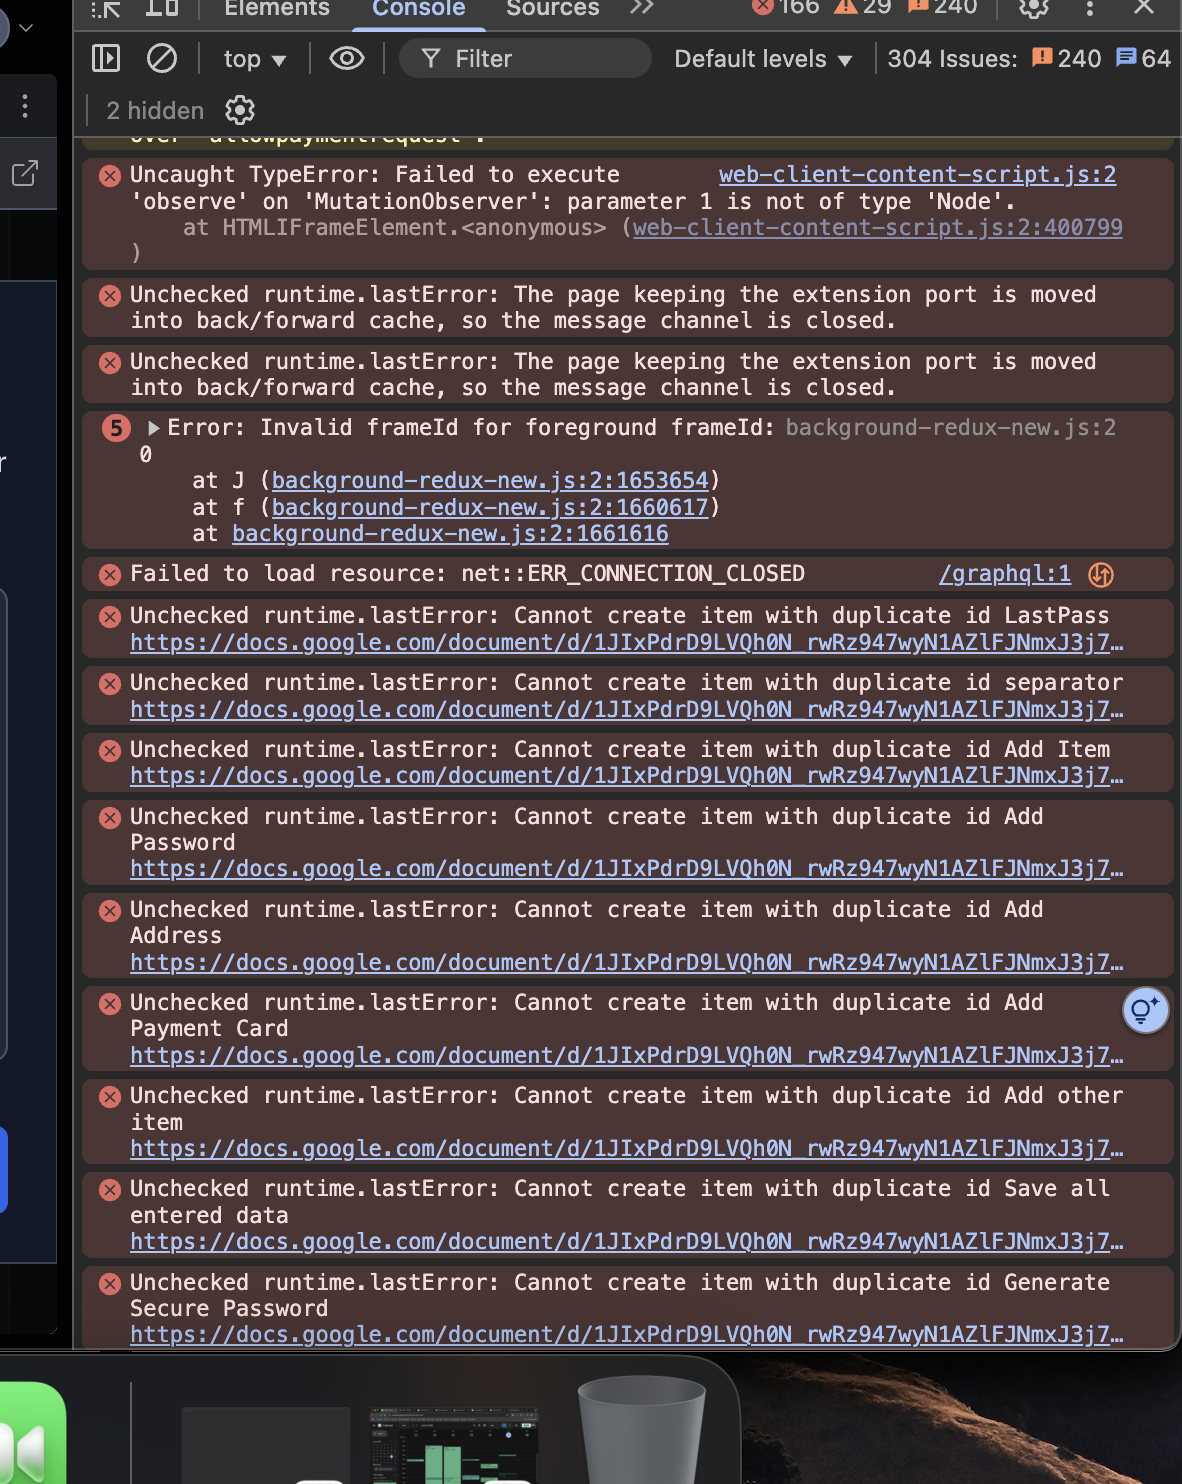 Elements Console Sources 166 29 240
top Filter Default levels 304 Issues: 240 64
2 hidden
over 'allowpaymentrequest'.
Uncaught TypeError: Failed to execute web-client-content-script.js:2
'observe' on 'MutationObserver': parameter 1 is not of type 'Node'.
at HTMLIFrameElement.<anonymous> (web-client-content-script.js:2:400799
)
Unchecked runtime.lastError: The page keeping the extension port is moved
into back/forward cache, so the message channel is closed.
Unchecked runtime.lastError: The page keeping the extension port is moved
into back/forward cache, so the message channel is closed.
5 Error: Invalid frameId for foreground frameId: background-redux-new.js:2
0
at J (background-redux-new.js:2:1653654)
at f (background-redux-new.js:2:1660617)
at background-redux-new.js:2:1661616
Failed to load resource: net::ERR_CONNECTION_CLOSED /graphql:1
Unchecked runtime.lastError: Cannot create item with duplicate id LastPass
https://docs.google.com/document/d/1JIxPdrD9LVQh0N_rwRz947wyN1AZlFJNmxJ3j7…
Unchecked runtime.lastError: Cannot create item with duplicate id separator
https://docs.google.com/document/d/1JIxPdrD9LVQh0N_rwRz947wyN1AZlFJNmxJ3j7…
Unchecked runtime.lastError: Cannot create item with duplicate id Add Item
https://docs.google.com/document/d/1JIxPdrD9LVQh0N_rwRz947wyN1AZlFJNmxJ3j7…
Unchecked runtime.lastError: Cannot create item with duplicate id Add
Password
https://docs.google.com/document/d/1JIxPdrD9LVQh0N_rwRz947wyN1AZlFJNmxJ3j7…
Unchecked runtime.lastError: Cannot create item with duplicate id Add
Address
https://docs.google.com/document/d/1JIxPdrD9LVQh0N_rwRz947wyN1AZlFJNmxJ3j7…
Unchecked runtime.lastError: Cannot create item with duplicate id Add
Payment Card
https://docs.google.com/document/d/1JIxPdrD9LVQh0N_rwRz947wyN1AZlFJNmxJ3j7…
Unchecked runtime.lastError: Cannot create item with duplicate id Add other
item
https://docs.google.com/document/d/1JIxPdrD9LVQh0N_rwRz947wyN1AZlFJNmxJ3j7…
Unchecked runtime.lastError: Cannot create item with duplicate id Save all
entered data
https://docs.google.com/document/d/1JIxPdrD9LVQh0N_rwRz947wyN1AZlFJNmxJ3j7…
Unchecked runtime.lastError: Cannot create item with duplicate id Generate
Secure Password
https://docs.google.com/document/d/1JIxPdrD9LVQh0N_rwRz947wyN1AZlFJNmxJ3j7…